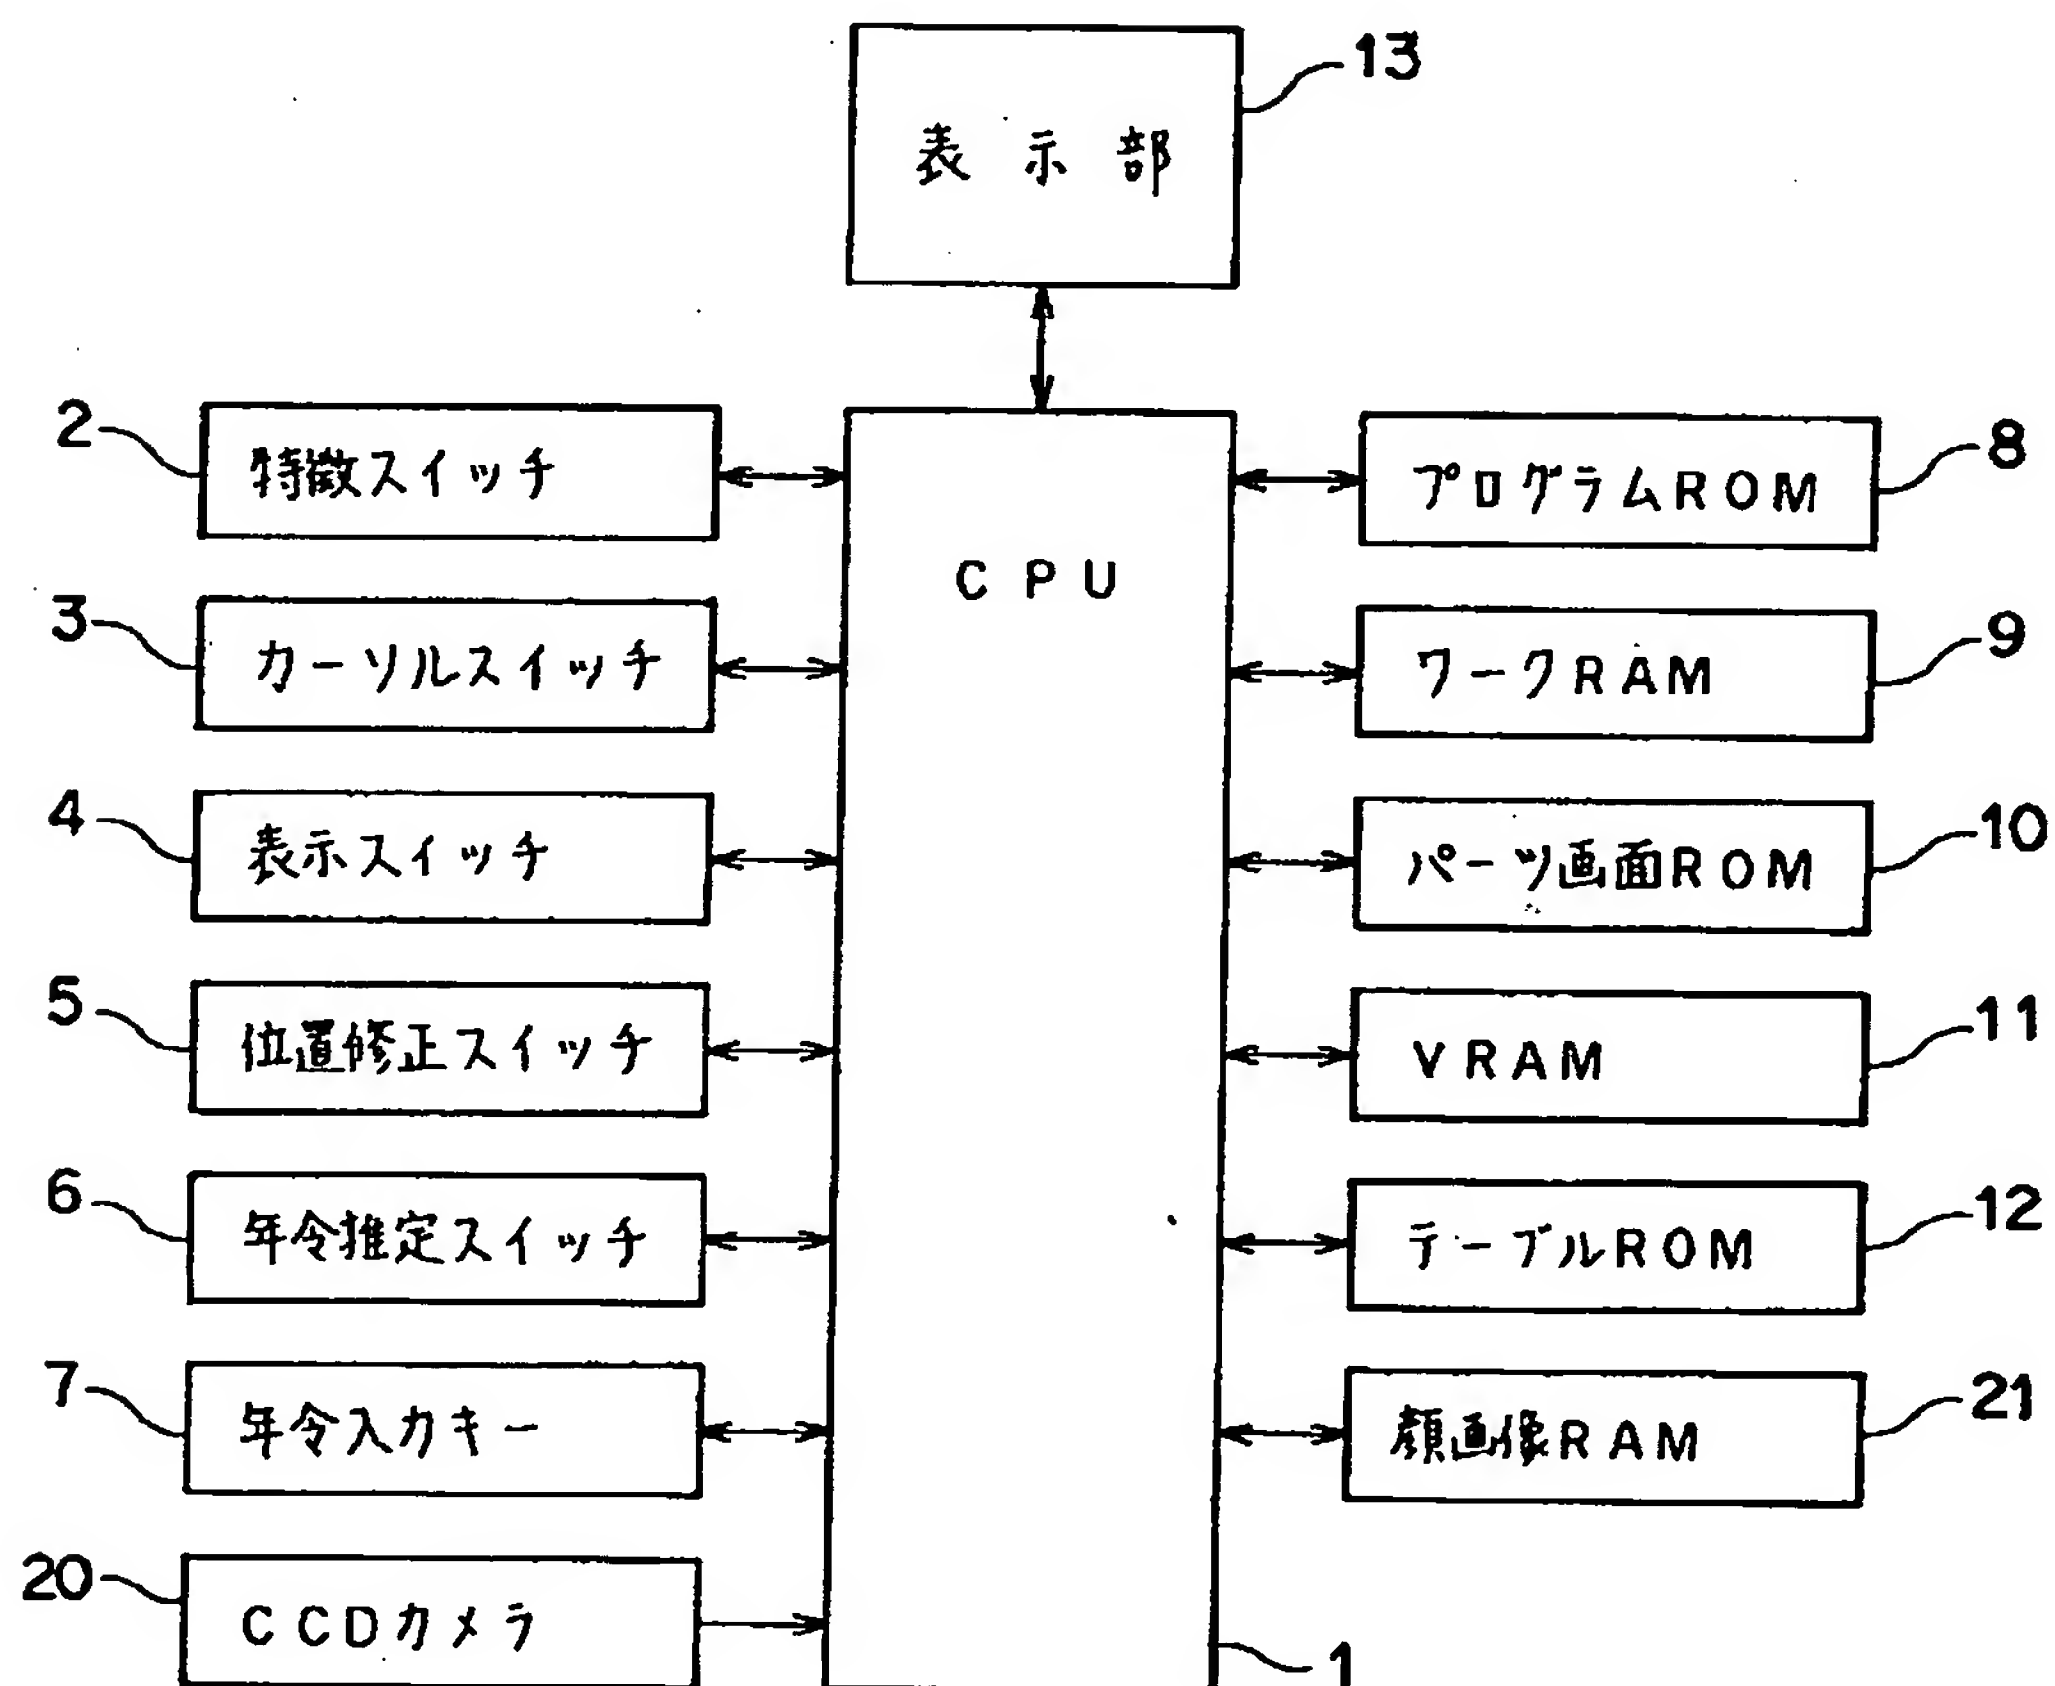 13
表示部
2
特徴スイッチ
CPU
プログラムROM
8
3
カーソルスイッチ
ワークRAM
9
4
表示スイッチ
パーツ画面ROM
10
5
位置修正スイッチ
VRAM
11
6
年令推定スイッチ
テーブルROM
12
7
年令入力キー
顔画像RAM
21
20
CCDカメラ
1